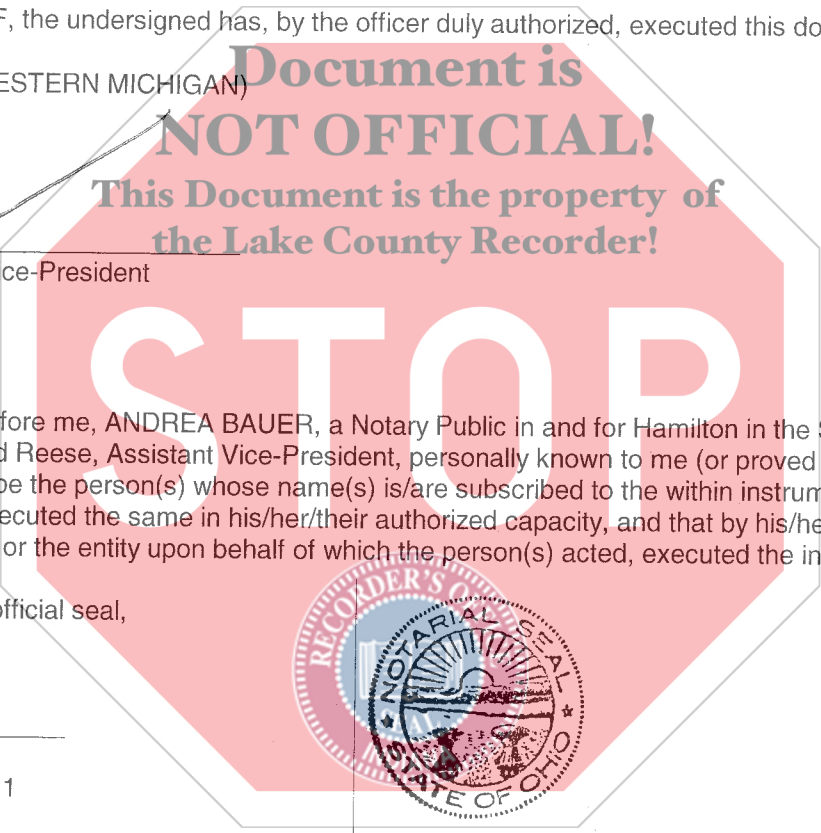 F, the undersigned has, by the officer duly authorized, executed this do
ESTERN MICHIGAN)
Document is
NOT OFFICIAL!
This Document is the property of
the Lake County Recorder!
ce-President
STOP
fore me, ANDREA BAUER, a Notary Public in and for Hamilton in the S
d Reese, Assistant Vice-President, personally known to me (or proved
be the person(s) whose name(s) is/are subscribed to the within instrum
ecuted the same in his/her/their authorized capacity, and that by his/he
or the entity upon behalf of which the person(s) acted, executed the in
official seal,
RECORDER'S
SEAL
NOTARIAL SEAL
STATE OF OHIO
1